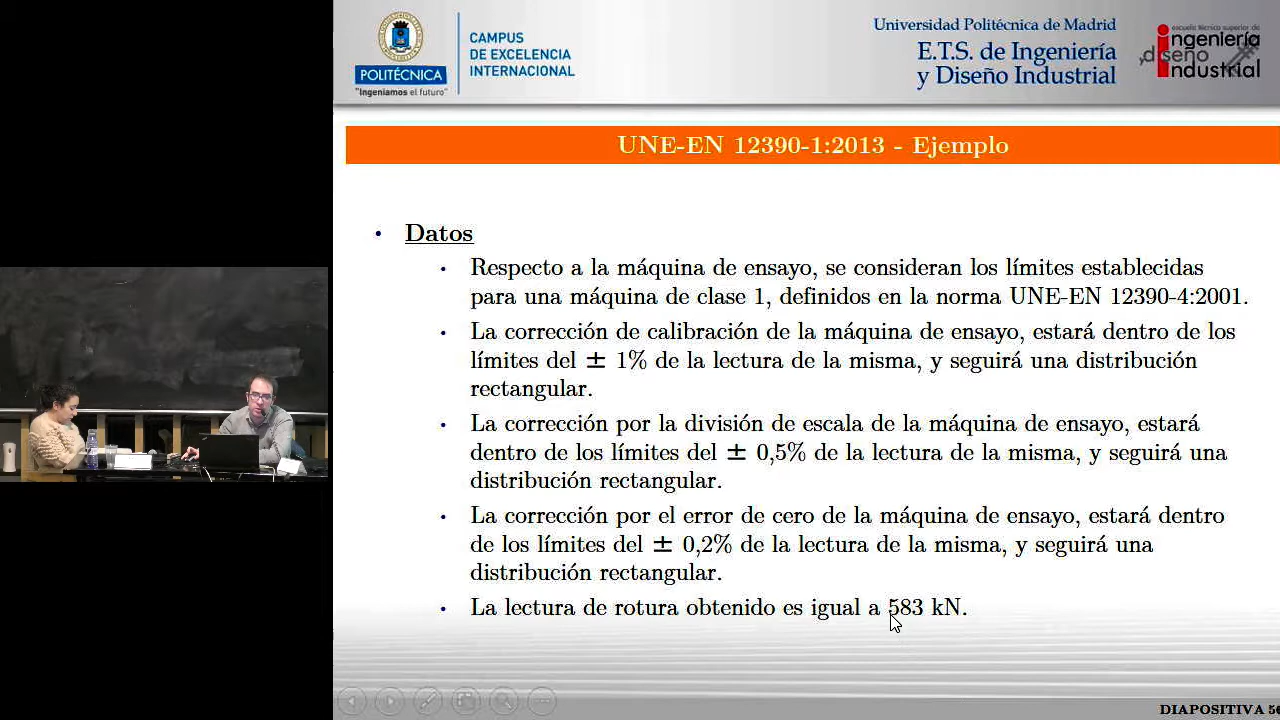 POLITÉCNICA
"Ingeniamos el futuro"
CAMPUS
DE EXCELENCIA
INTERNACIONAL
Universidad Politécnica de Madrid
E.T.S. de Ingeniería
y Diseño Industrial
escuela técnica superior de
ingeniería
y diseño
industrial
UNE-EN 12390-1:2013 - Ejemplo
• Datos
• Respecto a la máquina de ensayo, se consideran los límites establecidas
para una máquina de clase 1, definidos en la norma UNE-EN 12390-4:2001.
• La corrección de calibración de la máquina de ensayo, estará dentro de los
límites del ± 1% de la lectura de la misma, y seguirá una distribución
rectangular.
• La corrección por la división de escala de la máquina de ensayo, estará
dentro de los límites del ± 0,5% de la lectura de la misma, y seguirá una
distribución rectangular.
• La corrección por el error de cero de la máquina de ensayo, estará dentro
de los límites del ± 0,2% de la lectura de la misma, y seguirá una
distribución rectangular.
• La lectura de rotura obtenido es igual a 583 kN.
DIAPOSITIVA